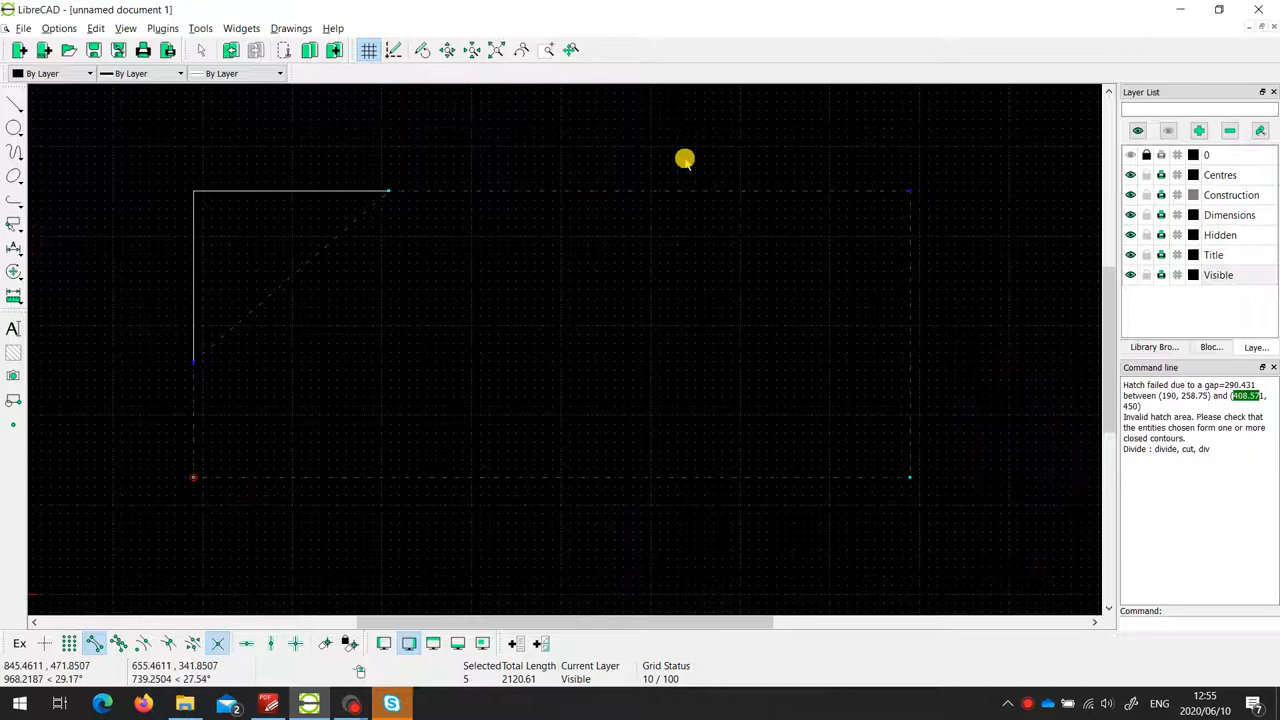 LibreCAD - [unnamed document 1]
File Options Edit View Plugins Tools Widgets Drawings Help
By Layer By Layer By Layer
Layer List
0
Centres
Construction
Dimensions
Hidden
Title
Visible
Library Bro... Bloc... Laye...
Command line
Hatch failed due to a gap=290.431
between (190, 258.75) and (408.571,
450)
Invalid hatch area. Please check that
the entities chosen form one or more
closed contours.
Divide : divide, cut, div
Command:
Ex
845.4611 , 471.8507 655.4611 , 341.8507 Selected Total Length Current Layer Grid Status
968.2187 < 29.17° 739.2504 < 27.54° 5 2120.61 Visible 10 / 100
ENG 12:55
2020/06/10